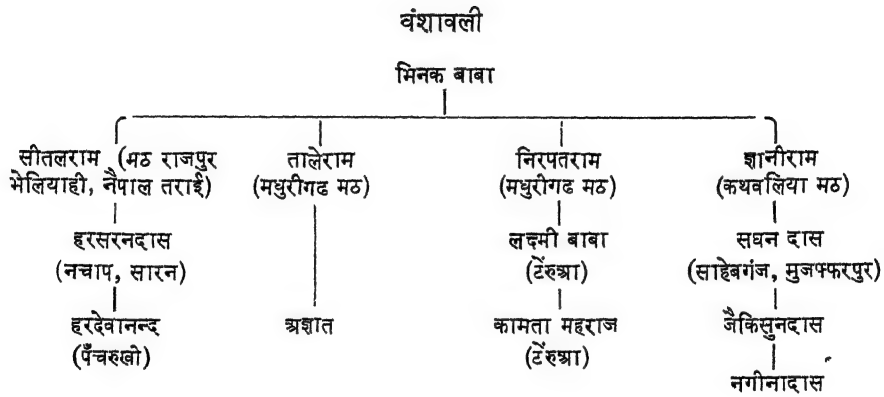 वंशावली
भिनक बाबा
सीतलराम (मठ राजपुर तालेराम निरपतराम ज्ञानीराम
भेलियाही, नैपाल तराई) (मधुरीगढ मठ) (मधुरीगढ मठ) (कथवलिया मठ)
हरसरनदास लक्ष्मी बाबा सघन दास
(नचाप, सारन) (टेंरुआ) (साहेबगंज, मुजफ्फरपुर)
हरदेवानन्द अज्ञात कामता महराज जैकिसुनदास
(पँचरुखो) (टेंरुआ)
नगीनादास